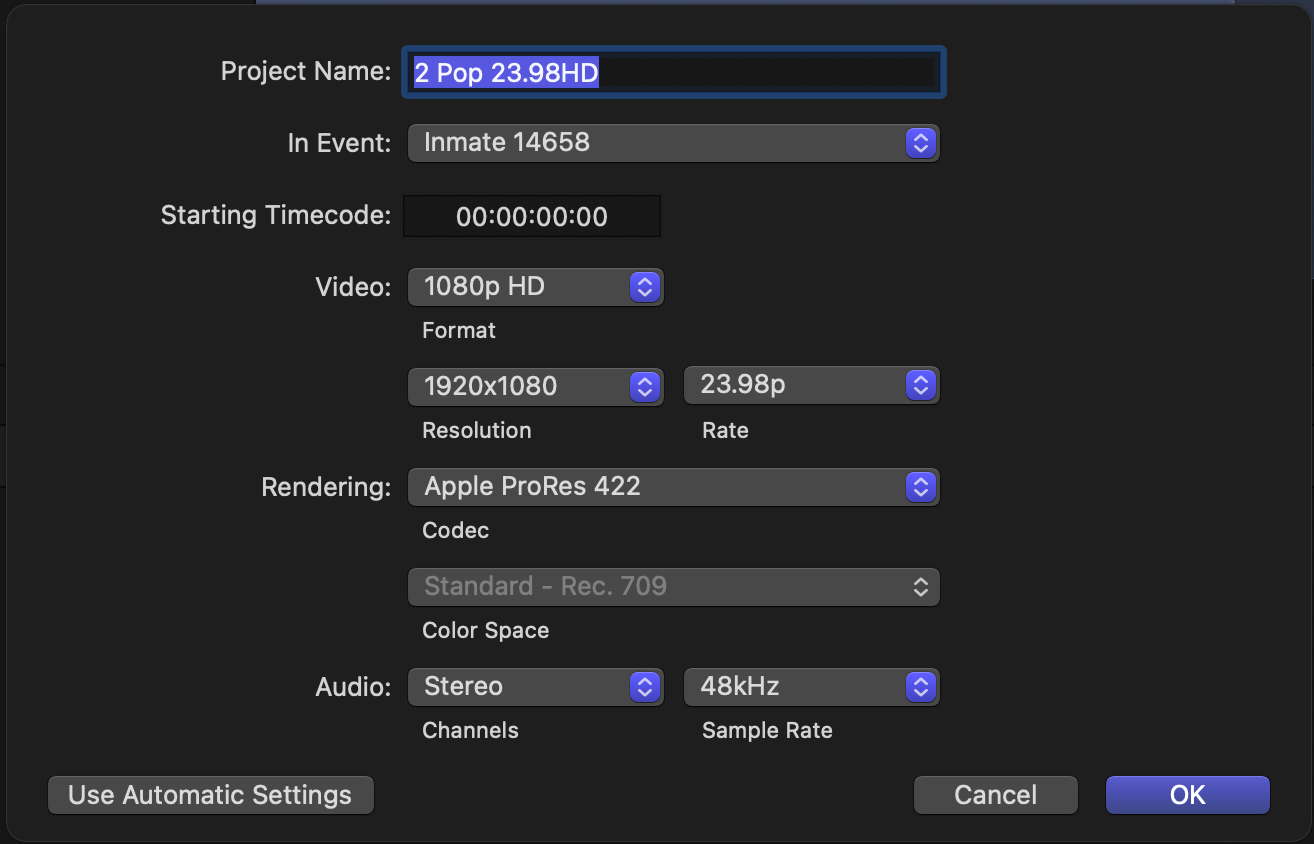 Project Name: 2 Pop 23.98HD
In Event: Inmate 14658
Starting Timecode: 00:00:00:00
Video: 1080p HD
Format
1920x1080 23.98p
Resolution Rate
Rendering: Apple ProRes 422
Codec
Standard - Rec. 709
Color Space
Audio: Stereo 48kHz
Channels Sample Rate
Use Automatic Settings Cancel OK